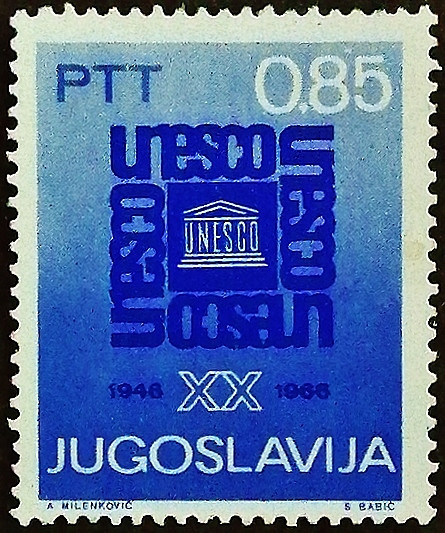 PTT 0.85
unesco
unesco
unesco
unesco
UNESCO
1946 XX 1966
JUGOSLAVIJA
A MILENKOVIĆ S BABIĆ